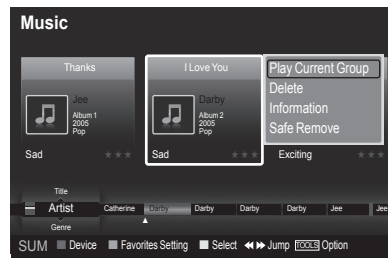 Music
Thanks
Jee
Album 1
2005
Pop
Sad
I Love You
Darby
Album 2
2005
Pop
Sad
Play Current Group
Delete
Information
Safe Remove
Exciting
Title
Artist Catherine Darby Darby Darby Darby Jee Jee
Genre
SUM Device Favorites Setting Select Jump TOOLS Option